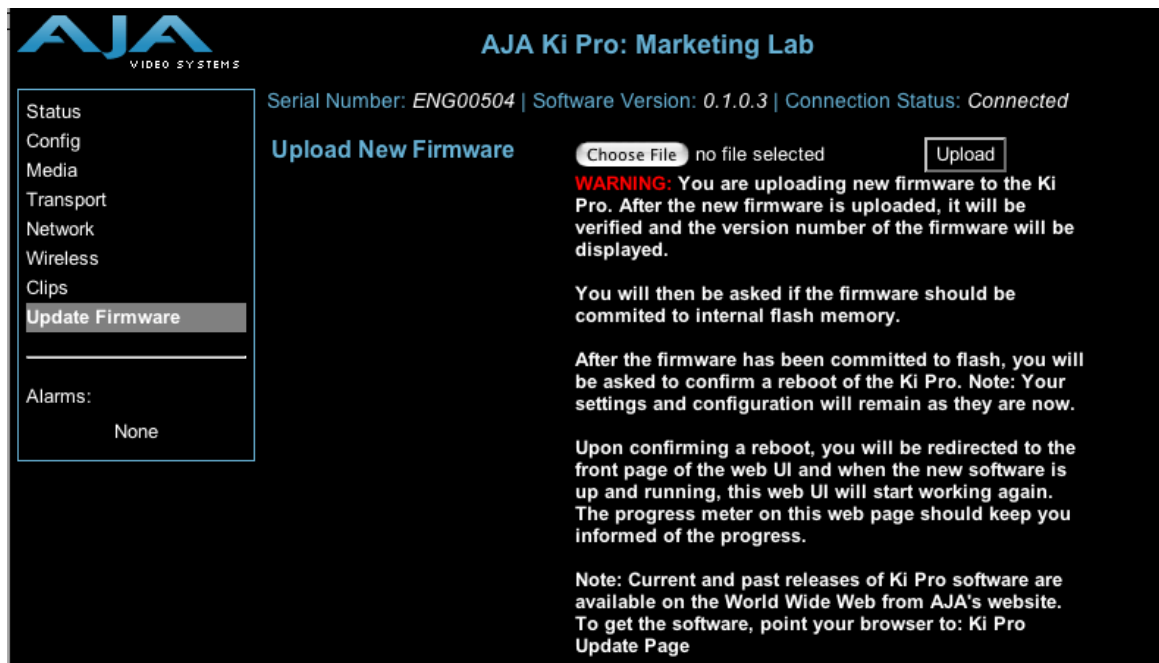 AJA
VIDEO SYSTEMS
AJA Ki Pro: Marketing Lab
Serial Number: ENG00504 | Software Version: 0.1.0.3 | Connection Status: Connected
Status
Config
Media
Transport
Network
Wireless
Clips
Update Firmware
Alarms:
None
Upload New Firmware
Choose File no file selected Upload
WARNING: You are uploading new firmware to the Ki
Pro. After the new firmware is uploaded, it will be
verified and the version number of the firmware will be
displayed.
You will then be asked if the firmware should be
commited to internal flash memory.
After the firmware has been committed to flash, you will
be asked to confirm a reboot of the Ki Pro. Note: Your
settings and configuration will remain as they are now.
Upon confirming a reboot, you will be redirected to the
front page of the web UI and when the new software is
up and running, this web UI will start working again.
The progress meter on this web page should keep you
informed of the progress.
Note: Current and past releases of Ki Pro software are
available on the World Wide Web from AJA's website.
To get the software, point your browser to: Ki Pro
Update Page